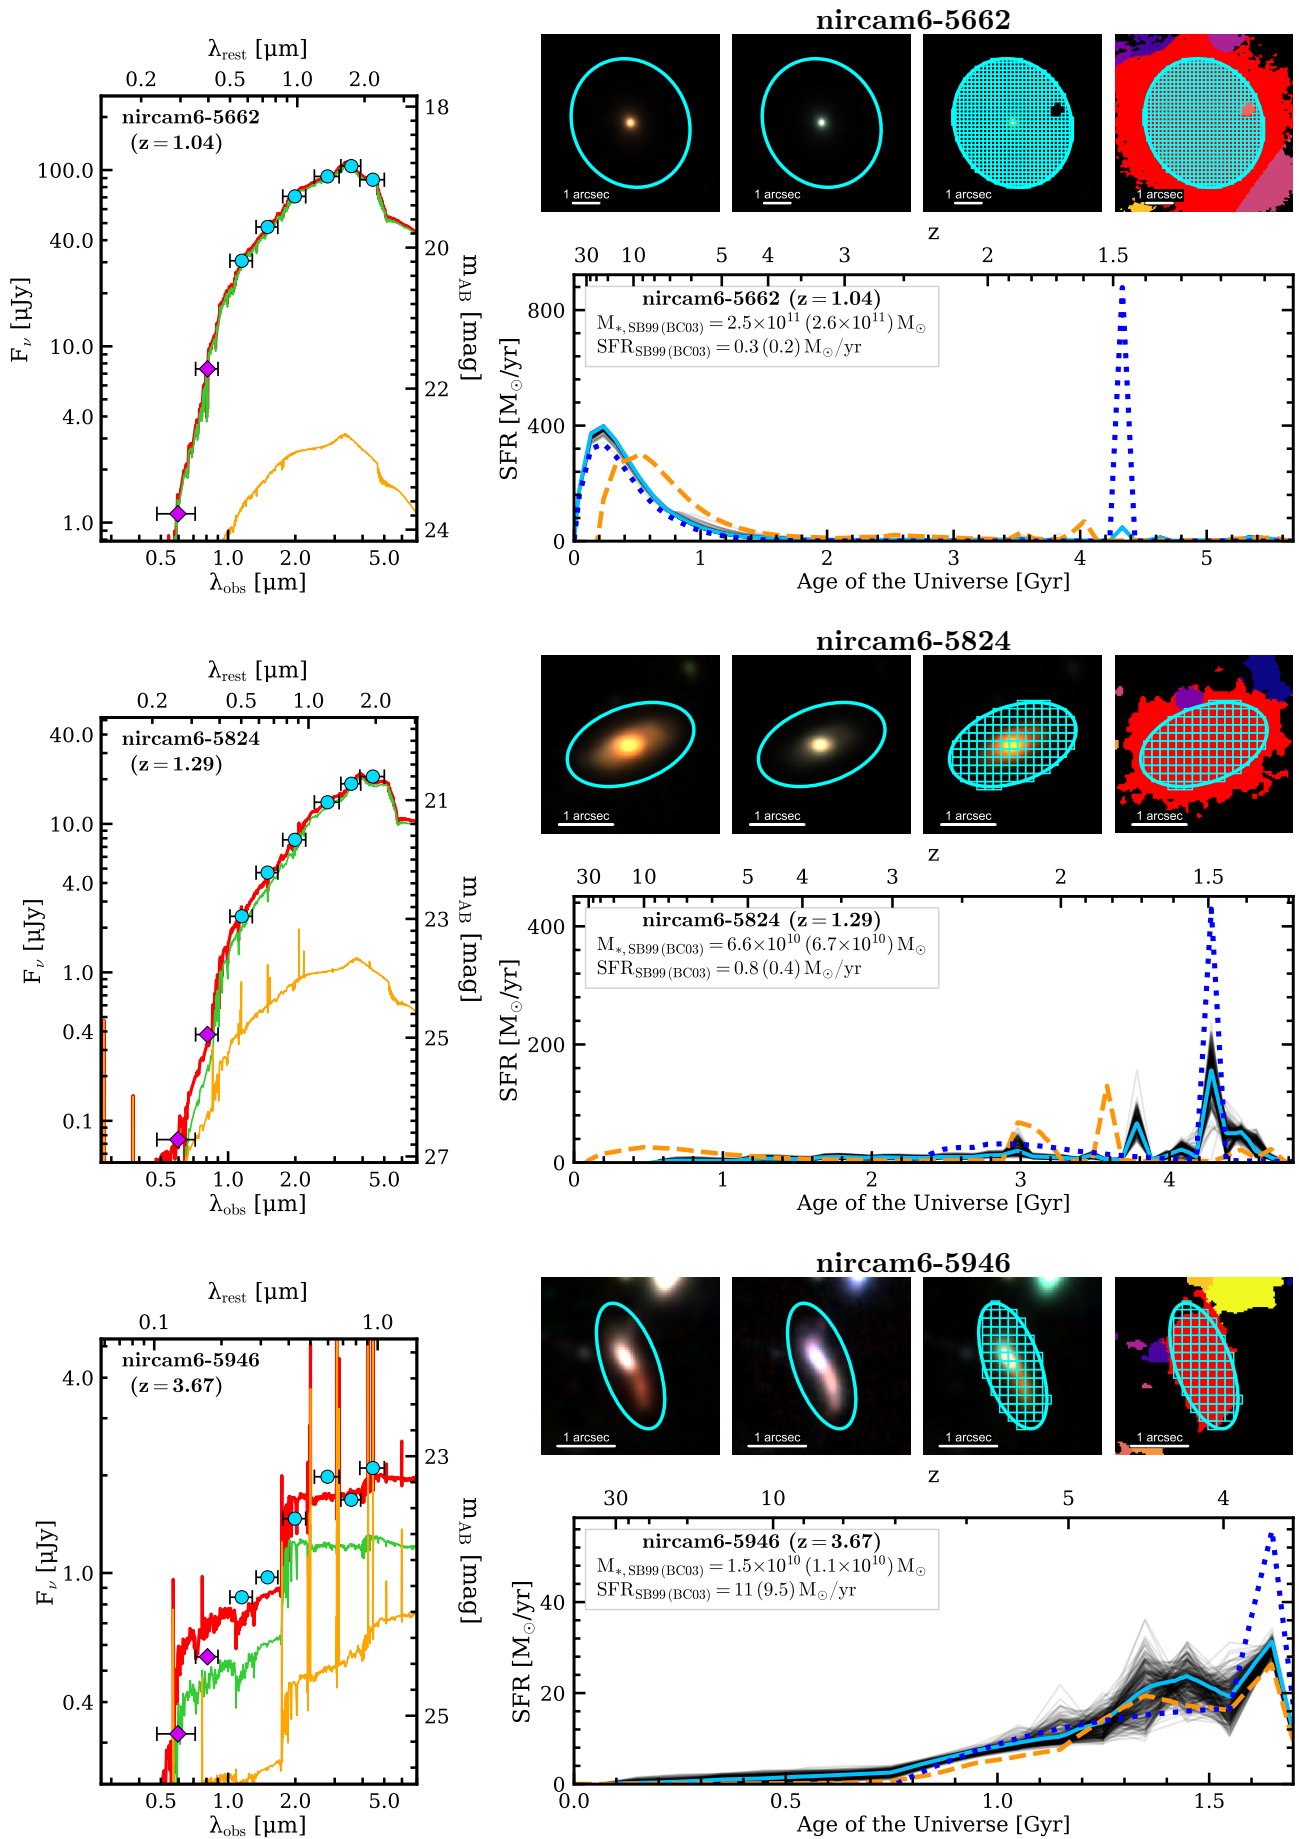 nircam6-5662
λrest [μm]
0.2 0.5 1.0 2.0
nircam6-5662
(z = 1.04)
18
20
22
24
mAB [mag]
100.0
40.0
10.0
4.0
1.0
Fν [μJy]
0.5 1.0 2.0 5.0
λobs [μm]
1 arcsec 1 arcsec 1 arcsec 1 arcsec
z
30 10 5 4 3 2 1.5
nircam6-5662 (z = 1.04)
M*, SB99 (BC03) = 2.5×10¹¹ (2.6×10¹¹) M⊙
SFRSB99 (BC03) = 0.3 (0.2) M⊙/yr
800
400
0
SFR [M⊙/yr]
0 1 2 3 4 5
Age of the Universe [Gyr]
nircam6-5824
λrest [μm]
0.2 0.5 1.0 2.0
nircam6-5824
(z = 1.29)
21
23
25
27
mAB [mag]
40.0
10.0
4.0
1.0
0.4
0.1
Fν [μJy]
0.5 1.0 2.0 5.0
λobs [μm]
1 arcsec 1 arcsec 1 arcsec 1 arcsec
z
30 10 5 4 3 2 1.5
nircam6-5824 (z = 1.29)
M*, SB99 (BC03) = 6.6×10¹⁰ (6.7×10¹⁰) M⊙
SFRSB99 (BC03) = 0.8 (0.4) M⊙/yr
400
200
0
SFR [M⊙/yr]
0 1 2 3 4
Age of the Universe [Gyr]
nircam6-5946
λrest [μm]
0.1 1.0
nircam6-5946
(z = 3.67)
23
25
mAB [mag]
4.0
1.0
0.4
Fν [μJy]
0.5 1.0 2.0 5.0
λobs [μm]
1 arcsec 1 arcsec 1 arcsec 1 arcsec
z
30 10 5 4
nircam6-5946 (z = 3.67)
M*, SB99 (BC03) = 1.5×10¹⁰ (1.1×10¹⁰) M⊙
SFRSB99 (BC03) = 11 (9.5) M⊙/yr
40
20
0
SFR [M⊙/yr]
0.0 0.5 1.0 1.5
Age of the Universe [Gyr]